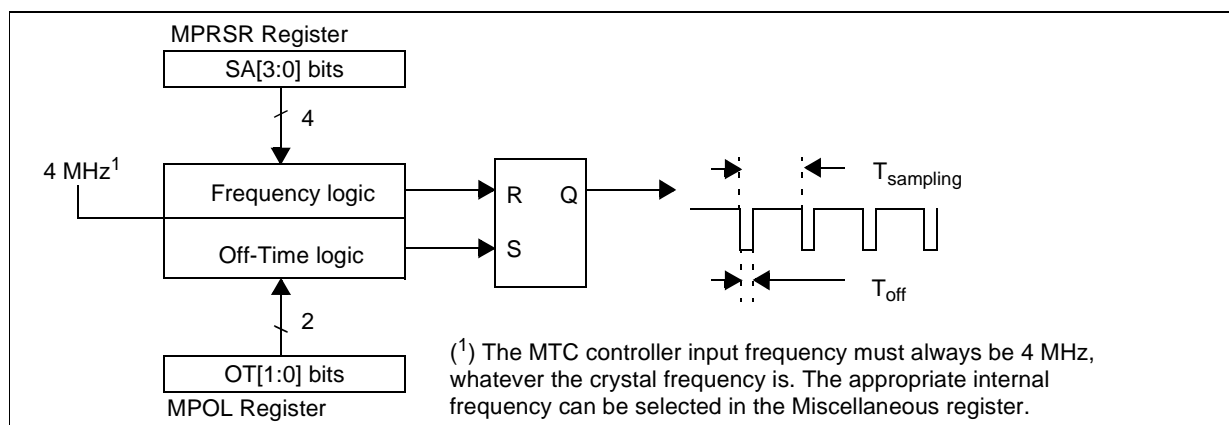 MPRSR Register
SA[3:0] bits
4
4 MHz1
Frequency logic
Off-Time logic
R Q
S
Tsampling
Toff
2
OT[1:0] bits
MPOL Register
(1) The MTC controller input frequency must always be 4 MHz,
whatever the crystal frequency is. The appropriate internal
frequency can be selected in the Miscellaneous register.